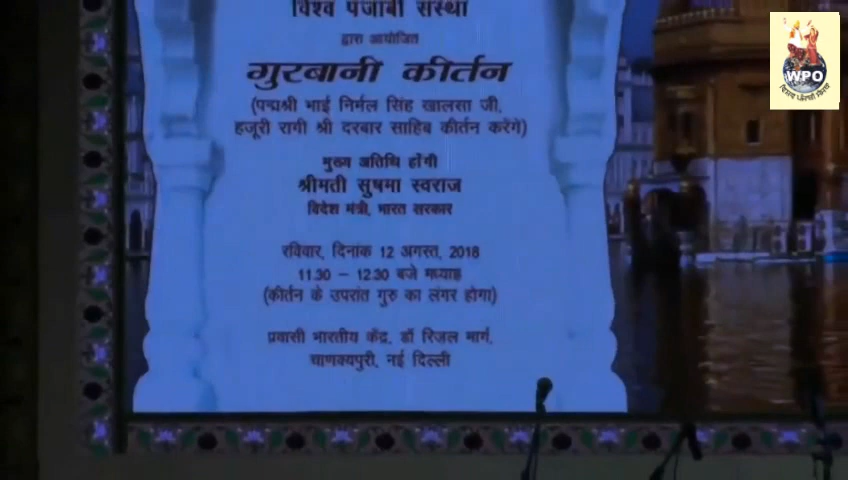 विश्व पंजाबी संस्था
द्वारा आयोजित
गुरबानी कीर्तन
(पद्मश्री भाई निर्मल सिंह खालसा जी,
हजूरी रागी श्री दरबार साहिब कीर्तन करेंगे)
मुख्य अतिथि होंगी
श्रीमती सुषमा स्वराज
विदेश मंत्री, भारत सरकार
रविवार, दिनांक 12 अगस्त, 2018
11.30 – 12.30 बजे मध्याह्न
(कीर्तन के उपरांत गुरु का लंगर होगा)
प्रवासी भारतीय केंद्र, डॉ रिजल मार्ग,
चाणक्यपुरी, नई दिल्ली
WPO